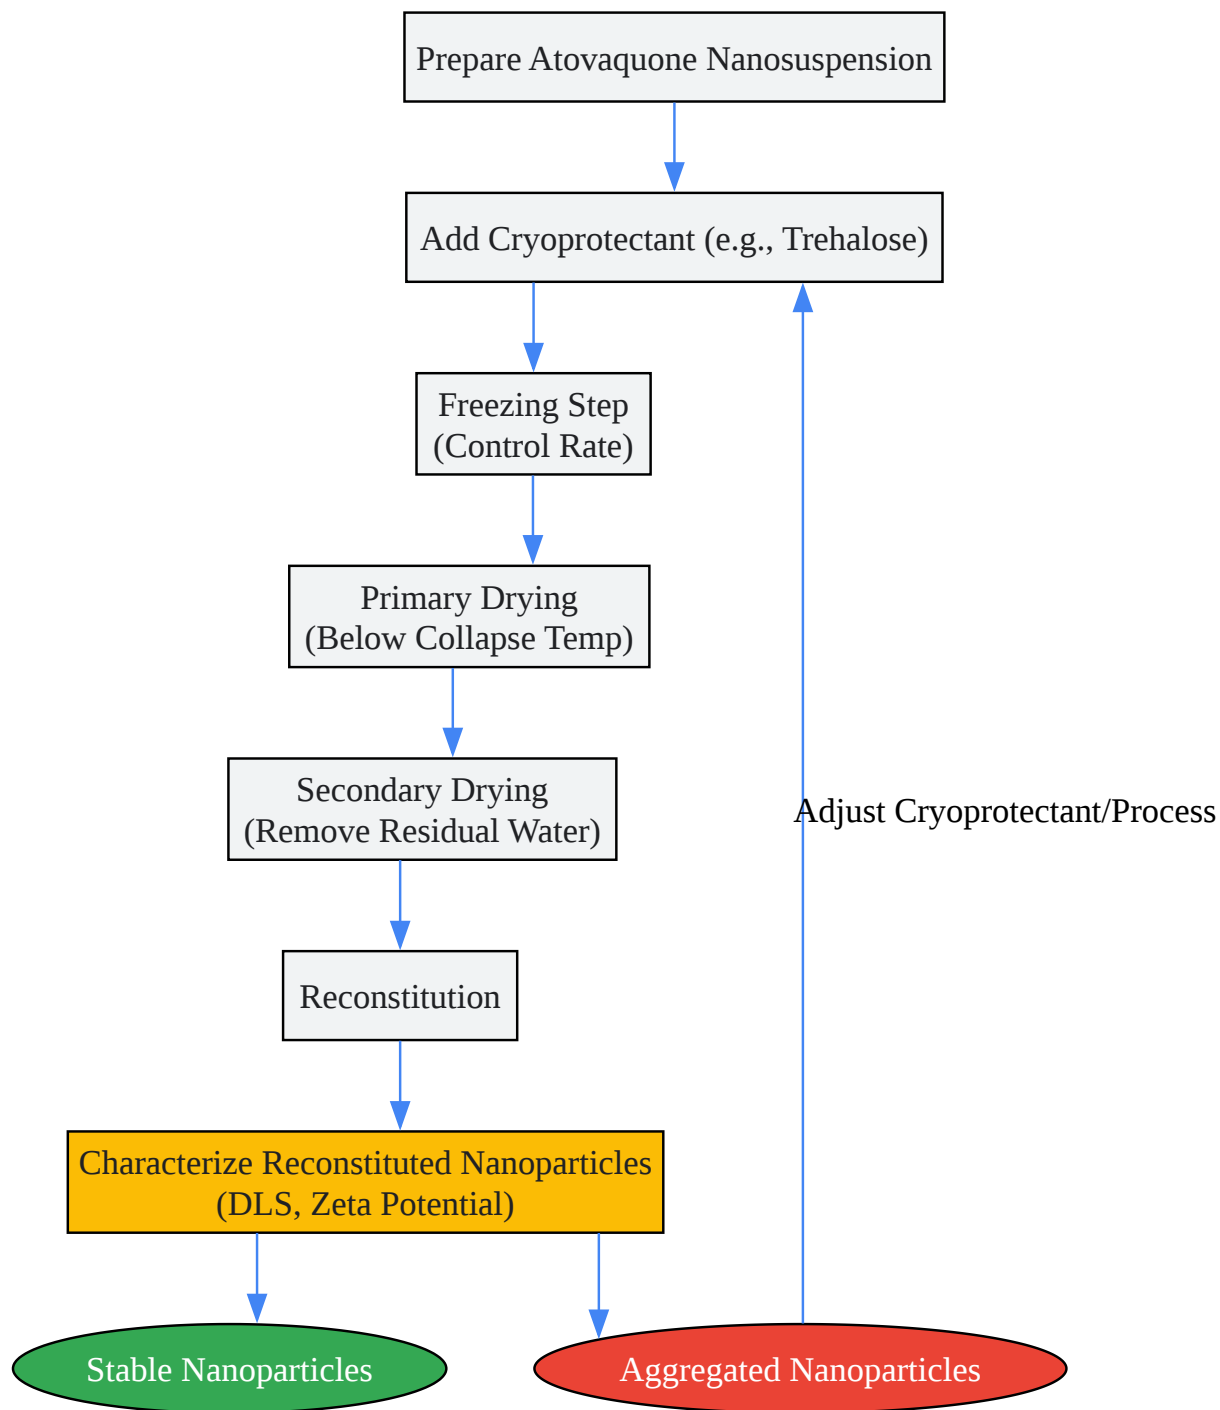 Prepare Atovaquone Nanosuspension
Add Cryoprotectant (e.g., Trehalose)
Freezing Step
(Control Rate)
Primary Drying
(Below Collapse Temp)
Secondary Drying
(Remove Residual Water)
Adjust Cryoprotectant/Process
Reconstitution
Characterize Reconstituted Nanoparticles
(DLS, Zeta Potential)
Stable Nanoparticles
Aggregated Nanoparticles